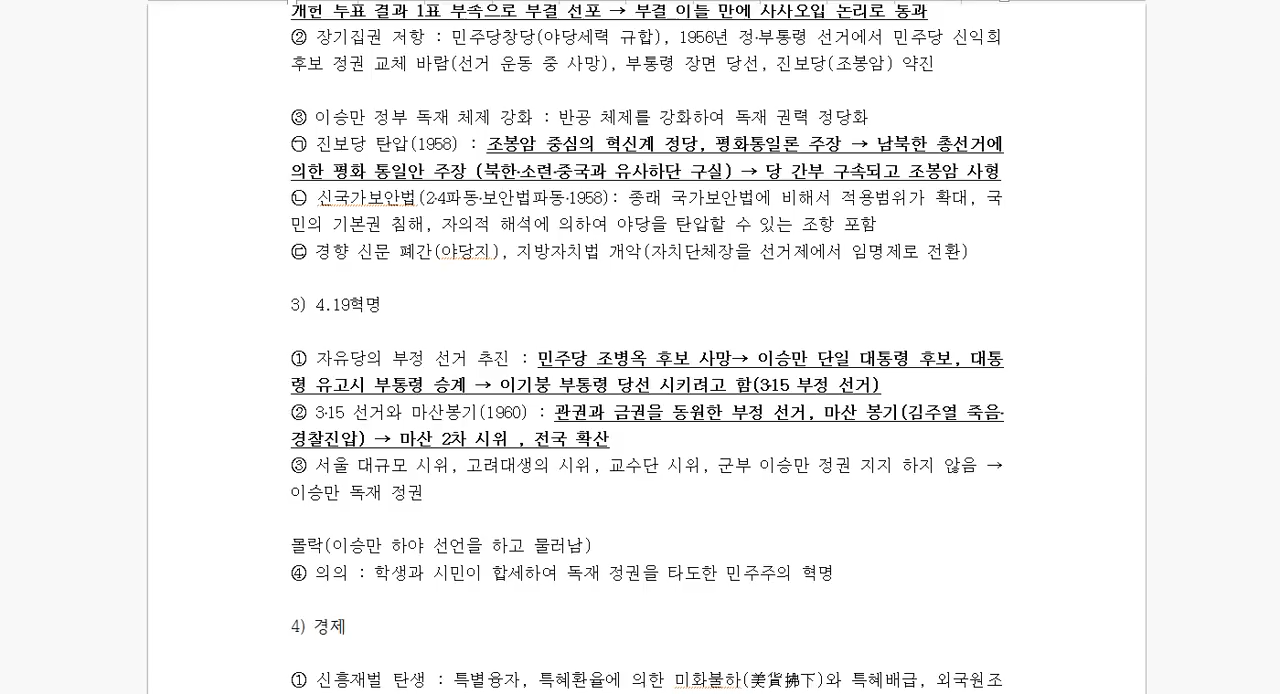 개헌 투표 결과 1표 부족으로 부결 선포 → 부결 이틀 만에 사사오입 논리로 통과
② 장기집권 저항 : 민주당창당(야당세력 규합), 1956년 정·부통령 선거에서 민주당 신익희
후보 정권 교체 바람(선거 운동 중 사망), 부통령 장면 당선, 진보당(조봉암) 약진
③ 이승만 정부 독재 체제 강화 : 반공 체제를 강화하여 독재 권력 정당화
㉠ 진보당 탄압(1958) : 조봉암 중심의 혁신계 정당, 평화통일론 주장 → 남북한 총선거에
의한 평화 통일안 주장 (북한·소련·중국과 유사하단 구실) → 당 간부 구속되고 조봉암 사형
㉡ 신국가보안법(2·4파동·보안법파동·1958): 종래 국가보안법에 비해서 적용범위가 확대, 국
민의 기본권 침해, 자의적 해석에 의하여 야당을 탄압할 수 있는 조항 포함
㉢ 경향 신문 폐간(야당지), 지방자치법 개악(자치단체장을 선거제에서 임명제로 전환)
3) 4.19혁명
① 자유당의 부정 선거 추진 : 민주당 조병옥 후보 사망→ 이승만 단일 대통령 후보, 대통
령 유고시 부통령 승계 → 이기붕 부통령 당선 시키려고 함(3·15 부정 선거)
② 3·15 선거와 마산봉기(1960) : 관권과 금권을 동원한 부정 선거, 마산 봉기(김주열 죽음·
경찰진압) → 마산 2차 시위 , 전국 확산
③ 서울 대규모 시위, 고려대생의 시위, 교수단 시위, 군부 이승만 정권 지지 하지 않음 →
이승만 독재 정권
몰락(이승만 하야 선언을 하고 물러남)
④ 의의 : 학생과 시민이 합세하여 독재 정권을 타도한 민주주의 혁명
4) 경제
① 신흥재벌 탄생 : 특별융자, 특혜환율에 의한 미화불하(美貨拂下)와 특혜배급, 외국원조